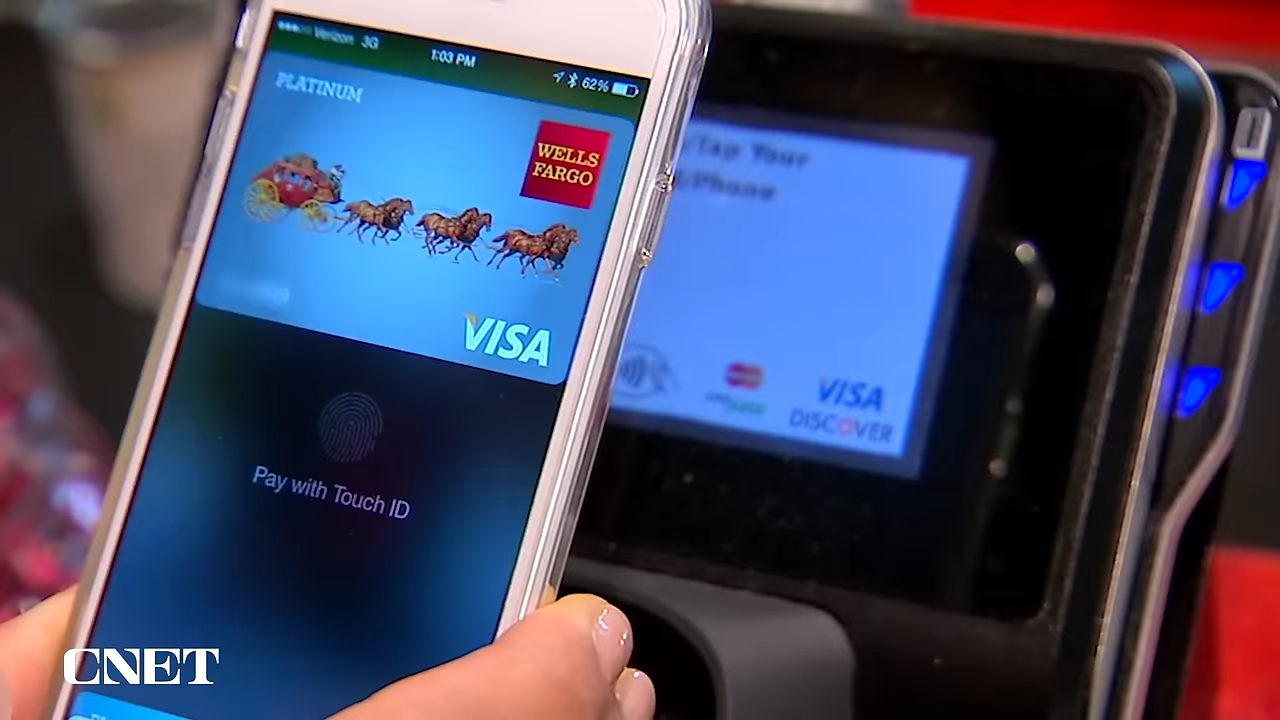 Verizon 3G
1:03 PM
62%
PLATINUM
WELLS
FARGO
VISA
Pay with Touch ID
/Tap Your
/Phone
VISA
DISCOVER
CNET